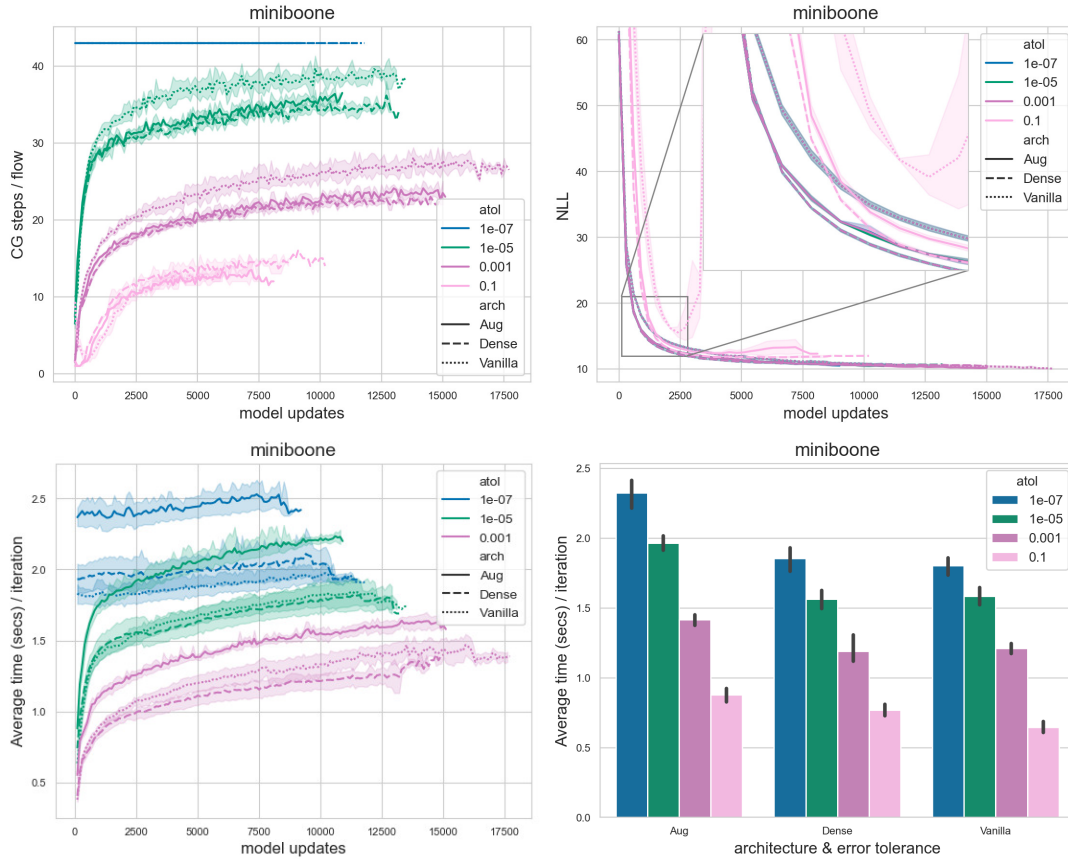 miniboone
CG steps / flow
40
30
20
10
0
0
2500
5000
7500
10000
12500
15000
17500
model updates
atol
1e-07
1e-05
0.001
0.1
arch
Aug
Dense
Vanilla
miniboone
NLL
60
50
40
30
20
10
0
2500
5000
7500
10000
12500
15000
17500
model updates
atol
1e-07
1e-05
0.001
0.1
arch
Aug
Dense
Vanilla
miniboone
Average time (secs) / iteration
2.5
2.0
1.5
1.0
0.5
0
2500
5000
7500
10000
12500
15000
17500
model updates
atol
1e-07
1e-05
0.001
arch
Aug
Dense
Vanilla
miniboone
Average time (secs) / iteration
2.5
2.0
1.5
1.0
0.5
0.0
Aug
Dense
Vanilla
architecture & error tolerance
atol
1e-07
1e-05
0.001
0.1